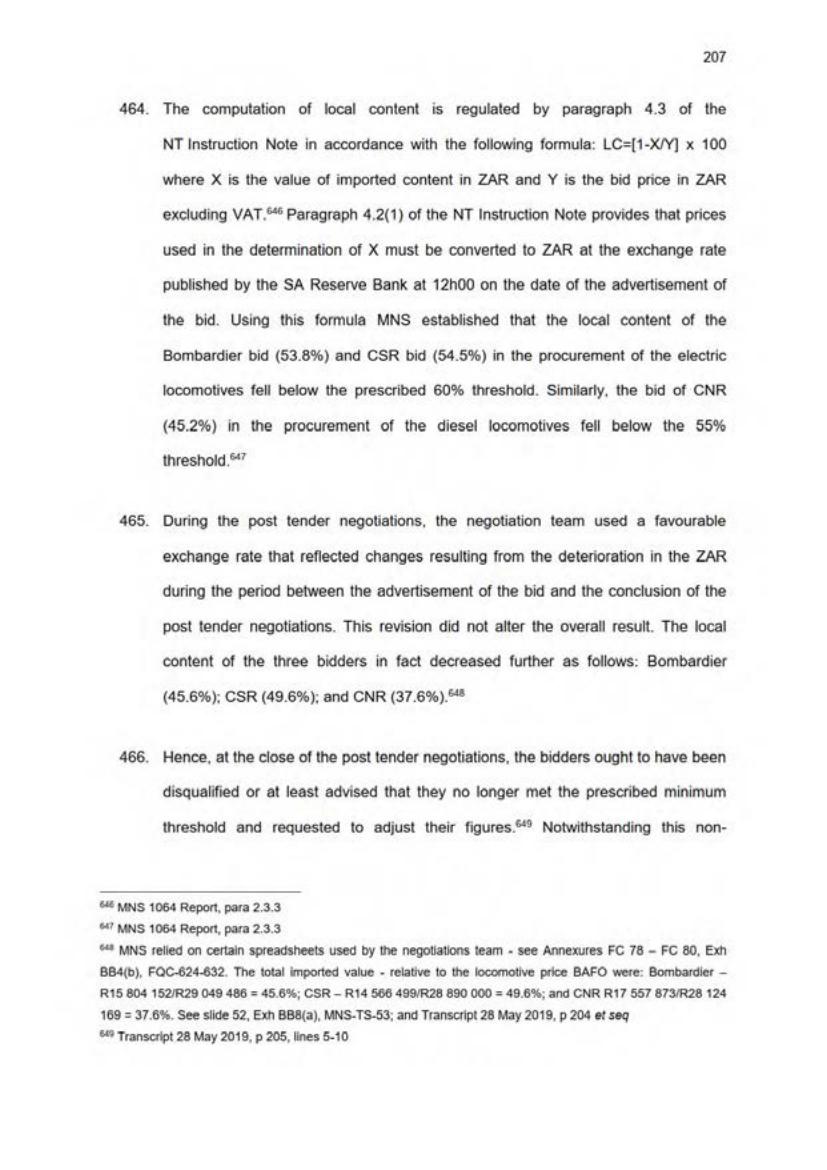 207
464. The computation of local content is regulated by paragraph 4.3 of the
NT Instruction Note in accordance with the following formula: LC=[1-X/Y] x 100
where X is the value of imported content in ZAR and Y is the bid price in ZAR
excluding VAT.646 Paragraph 4.2(1) of the NT Instruction Note provides that prices
used in the determination of X must be converted to ZAR at the exchange rate
published by the SA Reserve Bank at 12h00 on the date of the advertisement of
the bid. Using this formula MNS established that the local content of the
Bombardier bid (53.8%) and CSR bid (54.5%) in the procurement of the electric
locomotives fell below the prescribed 60% threshold. Similarly, the bid of CNR
(45.2%) in the procurement of the diesel locomotives fell below the 55%
threshold.647
465. During the post tender negotiations, the negotiation team used a favourable
exchange rate that reflected changes resulting from the deterioration in the ZAR
during the period between the advertisement of the bid and the conclusion of the
post tender negotiations. This revision did not alter the overall result. The local
content of the three bidders in fact decreased further as follows: Bombardier
(45.6%); CSR (49.6%); and CNR (37.6%).648
466. Hence, at the close of the post tender negotiations, the bidders ought to have been
disqualified or at least advised that they no longer met the prescribed minimum
threshold and requested to adjust their figures.649 Notwithstanding this non-
646 MNS 1064 Report, para 2.3.3
647 MNS 1064 Report, para 2.3.3
648 MNS relied on certain spreadsheets used by the negotiations team - see Annexures FC 78 – FC 80, Exh
BB4(b), FQC-624-632. The total imported value - relative to the locomotive price BAFO were: Bombardier –
R15 804 152/R29 049 486 = 45.6%; CSR – R14 566 499/R28 890 000 = 49.6%; and CNR R17 557 873/R28 124
169 = 37.6%. See slide 52, Exh BB8(a), MNS-TS-53; and Transcript 28 May 2019, p 204 et seq
649 Transcript 28 May 2019, p 205, lines 5-10